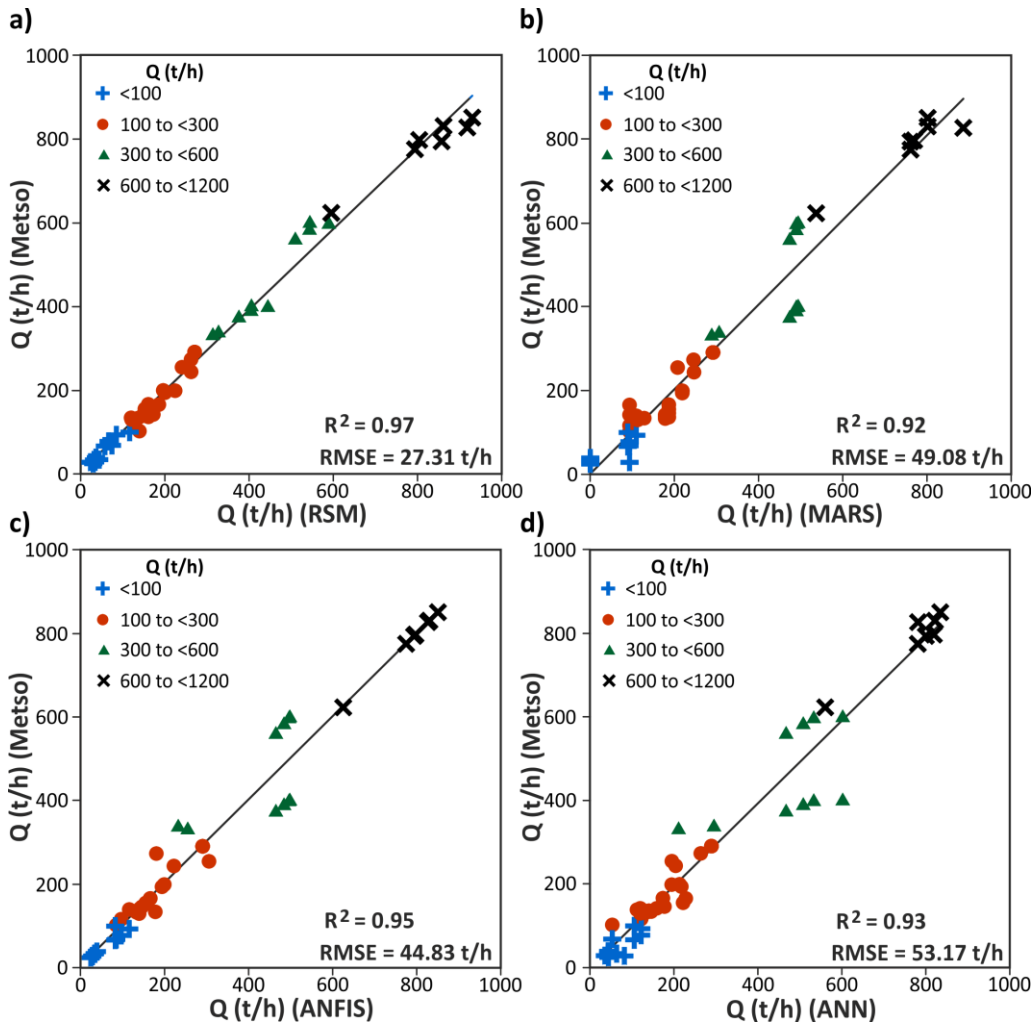 a)
Q (t/h) (Metso)
1000
800
600
400
200
0
Q (t/h)
<100
100 to <300
300 to <600
600 to <1200
R² = 0.97
RMSE = 27.31 t/h
0 200 400 600 800 1000
Q (t/h) (RSM)
b)
Q (t/h) (Metso)
1000
800
600
400
200
0
Q (t/h)
<100
100 to <300
300 to <600
600 to <1200
R² = 0.92
RMSE = 49.08 t/h
0 200 400 600 800 1000
Q (t/h) (MARS)
c)
Q (t/h) (Metso)
1000
800
600
400
200
0
Q (t/h)
<100
100 to <300
300 to <600
600 to <1200
R² = 0.95
RMSE = 44.83 t/h
0 200 400 600 800 1000
Q (t/h) (ANFIS)
d)
Q (t/h) (Metso)
1000
800
600
400
200
0
Q (t/h)
<100
100 to <300
300 to <600
600 to <1200
R² = 0.93
RMSE = 53.17 t/h
0 200 400 600 800 1000
Q (t/h) (ANN)